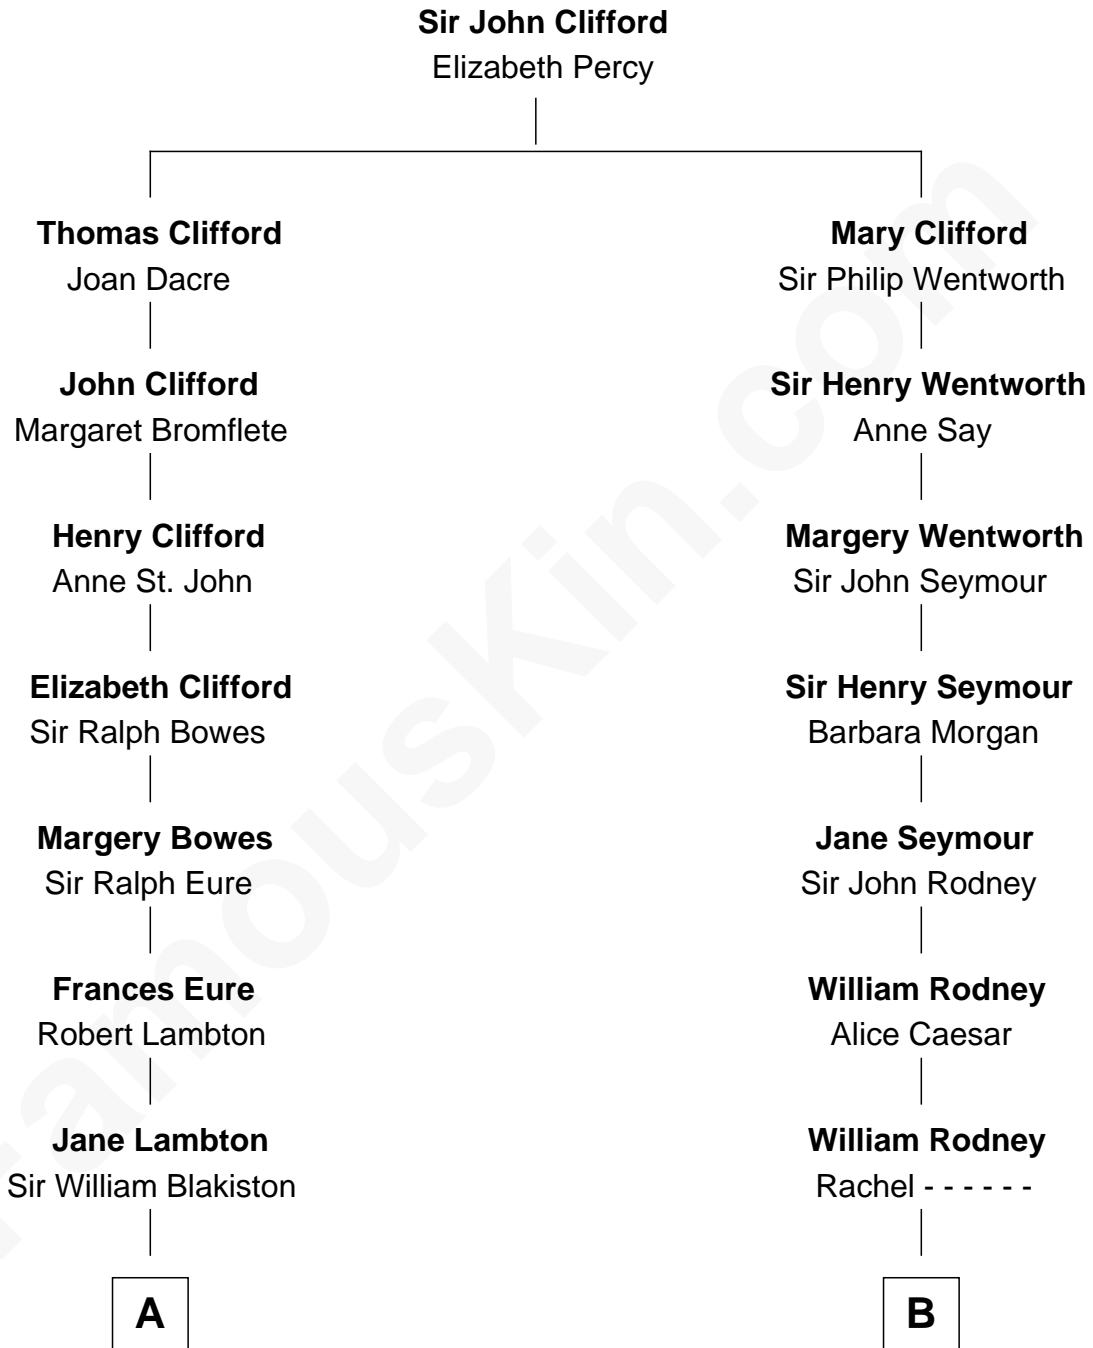 Sir John Clifford
Elizabeth Percy
Thomas Clifford
Joan Dacre
Mary Clifford
Sir Philip Wentworth
John Clifford
Margaret Bromflete
Sir Henry Wentworth
Anne Say
Henry Clifford
Anne St. John
Margery Wentworth
Sir John Seymour
Elizabeth Clifford
Sir Ralph Bowes
Sir Henry Seymour
Barbara Morgan
Margery Bowes
Sir Ralph Eure
Jane Seymour
Sir John Rodney
Frances Eure
Robert Lambton
William Rodney
Alice Caesar
Jane Lambton
Sir William Blakiston
William Rodney
Rachel - - - - - -
A
B
FamousKin.com